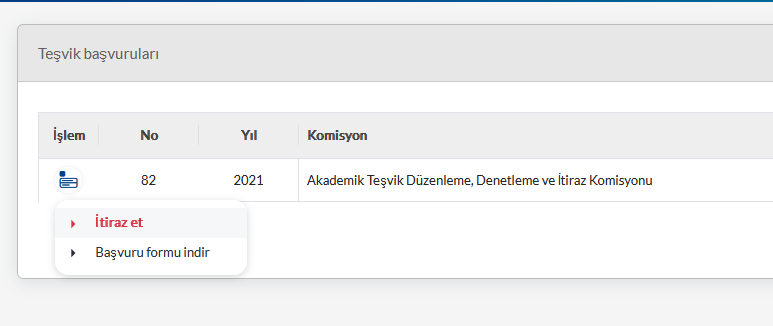 Teşvik başvuruları
İşlem No Yıl Komisyon
82 2021 Akademik Teşvik Düzenleme, Denetleme ve İtiraz Komisyonu
İtiraz et
Başvuru formu indir